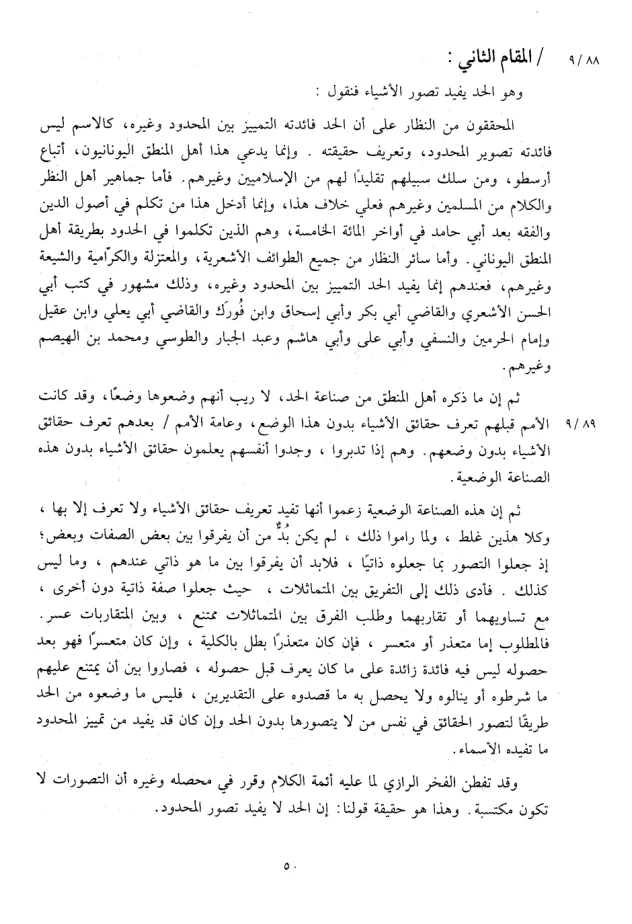 ٩/٨٨ / المقام الثاني :
وهو الحد يفيد تصور الأشياء فنقول :
المحققون من النظار على أن الحد فائدته التمييز بين المحدود وغيره، كالاسم ليس
فائدته تصوير المحدود، وتعريف حقيقته . وإنما يدعي هذا أهل المنطق اليونانيون، أتباع
أرسطو، ومن سلك سبيلهم تقليدًا لهم من الإسلاميين وغيرهم. فأما جماهير أهل النظر
والكلام من المسلمين وغيرهم فعلي خلاف هذا، وإنما أدخل هذا من تكلم في أصول الدين
والفقه بعد أبي حامد في أواخر المائة الخامسة، وهم الذين تكلموا في الحدود بطريقة أهل
المنطق اليوناني. وأما سائر النظار من جميع الطوائف الأشعرية، والمعتزلة والكرّامية والشيعة
وغيرهم، فعندهم إنما يفيد الحد التمييز بين المحدود وغيره، وذلك مشهور في كتب أبي
الحسن الأشعري والقاضي أبي بكر وأبي إسحاق وابن فُورَك والقاضي أبي يعلي وابن عقيل
وإمام الحرمين والنسفي وأبي على وأبي هاشم وعبد الجبار والطوسي ومحمد بن الهيصم
وغيرهم.
ثم إن ما ذكره أهل المنطق من صناعة الحد، لا ريب أنهم وضعوها وضعًا، وقد كانت
٩/٨٩ الأمم قبلهم تعرف حقائق الأشياء بدون هذا الوضع، وعامة الأمم / بعدهم تعرف حقائق
الأشياء بدون وضعهم. وهم إذا تدبروا ، وجدوا أنفسهم يعلمون حقائق الأشياء بدون هذه
الصناعة الوضعية.
ثم إن هذه الصناعة الوضعية زعموا أنها تفيد تعريف حقائق الأشياء ولا تعرف إلا بها ،
وكلا هذين غلط ، ولما راموا ذلك ، لم يكن بُدٌّ من أن يفرقوا بين بعض الصفات وبعض؛
إذ جعلوا التصور بما جعلوه ذاتيًا ، فلابد أن يفرقوا بين ما هو ذاتي عندهم ، وما ليس
كذلك . فأدى ذلك إلى التفريق بين المتماثلات ، حيث جعلوا صفة ذاتية دون أخرى ،
مع تساويهما أو تقاربهما وطلب الفرق بين المتماثلات ممتنع ، وبين المتقاربات عسر.
فالمطلوب إما متعذر أو متعسر ، فإن كان متعذرًا بطل بالكلية ، وإن كان متعسرًا فهو بعد
حصوله ليس فيه فائدة زائدة على ما كان يعرف قبل حصوله ، فصاروا بين أن يمتنع عليهم
ما شرطوه أو ينالوه ولا يحصل به ما قصدوه على التقديرين ، فليس ما وضعوه من الحد
طريقًا لتصور الحقائق في نفس من لا يتصورها بدون الحد وإن كان قد يفيد من تمييز المحدود
ما تفيده الأسماء.
وقد تفطن الفخر الرازي لما عليه أئمة الكلام وقرر في محصله وغيره أن التصورات لا
تكون مكتسبة. وهذا هو حقيقة قولنا: إن الحد لا يفيد تصور المحدود.
٥٠